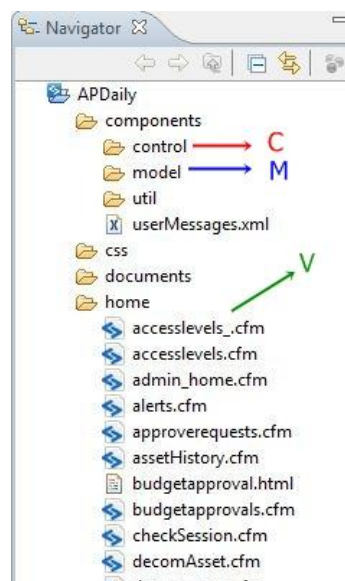 Navigator
APDaily
components
control C
model M
util
userMessages.xml
css
documents
V
home
accesslevels_.cfm
accesslevels.cfm
admin_home.cfm
alerts.cfm
approverequests.cfm
assetHistory.cfm
budgetapproval.html
budgetapprovals.cfm
checkSession.cfm
decomAsset.cfm